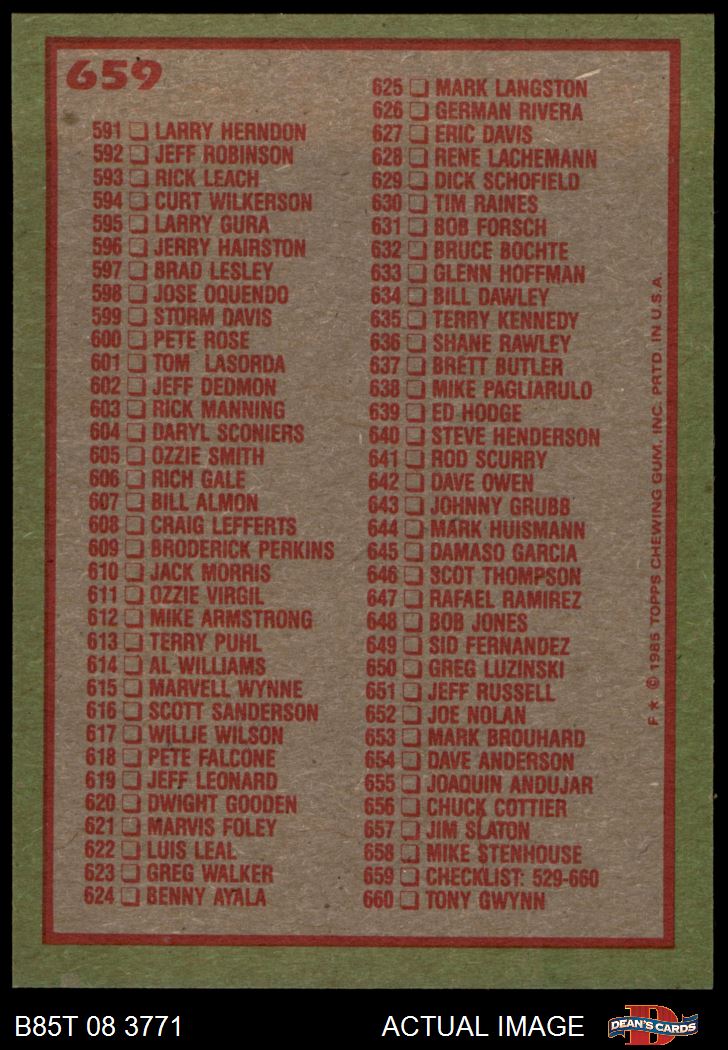 659
591 LARRY HERNDON
592 JEFF ROBINSON
593 RICK LEACH
594 CURT WILKERSON
595 LARRY GURA
596 JERRY HAIRSTON
597 BRAD LESLEY
598 JOSE OQUENDO
599 STORM DAVIS
600 PETE ROSE
601 TOM LASORDA
602 JEFF DEDMON
603 RICK MANNING
604 DARYL SCONIERS
605 OZZIE SMITH
606 RICH GALE
607 BILL ALMON
608 CRAIG LEFFERTS
609 BRODERICK PERKINS
610 JACK MORRIS
611 OZZIE VIRGIL
612 MIKE ARMSTRONG
613 TERRY PUHL
614 AL WILLIAMS
615 MARVELL WYNNE
616 SCOTT SANDERSON
617 WILLIE WILSON
618 PETE FALCONE
619 JEFF LEONARD
620 DWIGHT GOODEN
621 MARVIS FOLEY
622 LUIS LEAL
623 GREG WALKER
624 BENNY AYALA
625 MARK LANGSTON
626 GERMAN RIVERA
627 ERIC DAVIS
628 RENE LACHEMANN
629 DICK SCHOFIELD
630 TIM RAINES
631 BOB FORSCH
632 BRUCE BOCHTE
633 GLENN HOFFMAN
634 BILL DAWLEY
635 TERRY KENNEDY
636 SHANE RAWLEY
637 BRETT BUTLER
638 MIKE PAGLIARULO
639 ED HODGE
640 STEVE HENDERSON
641 ROD SCURRY
642 DAVE OWEN
643 JOHNNY GRUBB
644 MARK HUISMANN
645 DAMASO GARCIA
646 SCOT THOMPSON
647 RAFAEL RAMIREZ
648 BOB JONES
649 SID FERNANDEZ
650 GREG LUZINSKI
651 JEFF RUSSELL
652 JOE NOLAN
653 MARK BROUHARD
654 DAVE ANDERSON
655 JOAQUIN ANDUJAR
656 CHUCK COTTIER
657 JIM SLATON
658 MIKE STENHOUSE
659 CHECKLIST: 529-660
660 TONY GWYNN
F ★ © 1985 TOPPS CHEWING GUM, INC. PRTD. IN U.S.A.
B85T 08 3771
ACTUAL IMAGE
D
DEAN'S CARDS